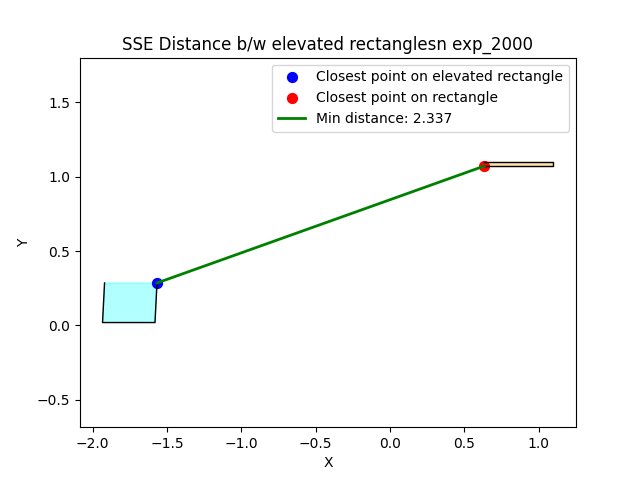 SSE Distance b/w elevated rectanglesn exp_2000
Closest point on elevated rectangle
Closest point on rectangle
Min distance: 2.337
1.5
1.0
0.5
0.0
−0.5
Y
−2.0 −1.5 −1.0 −0.5 0.0 0.5 1.0
X